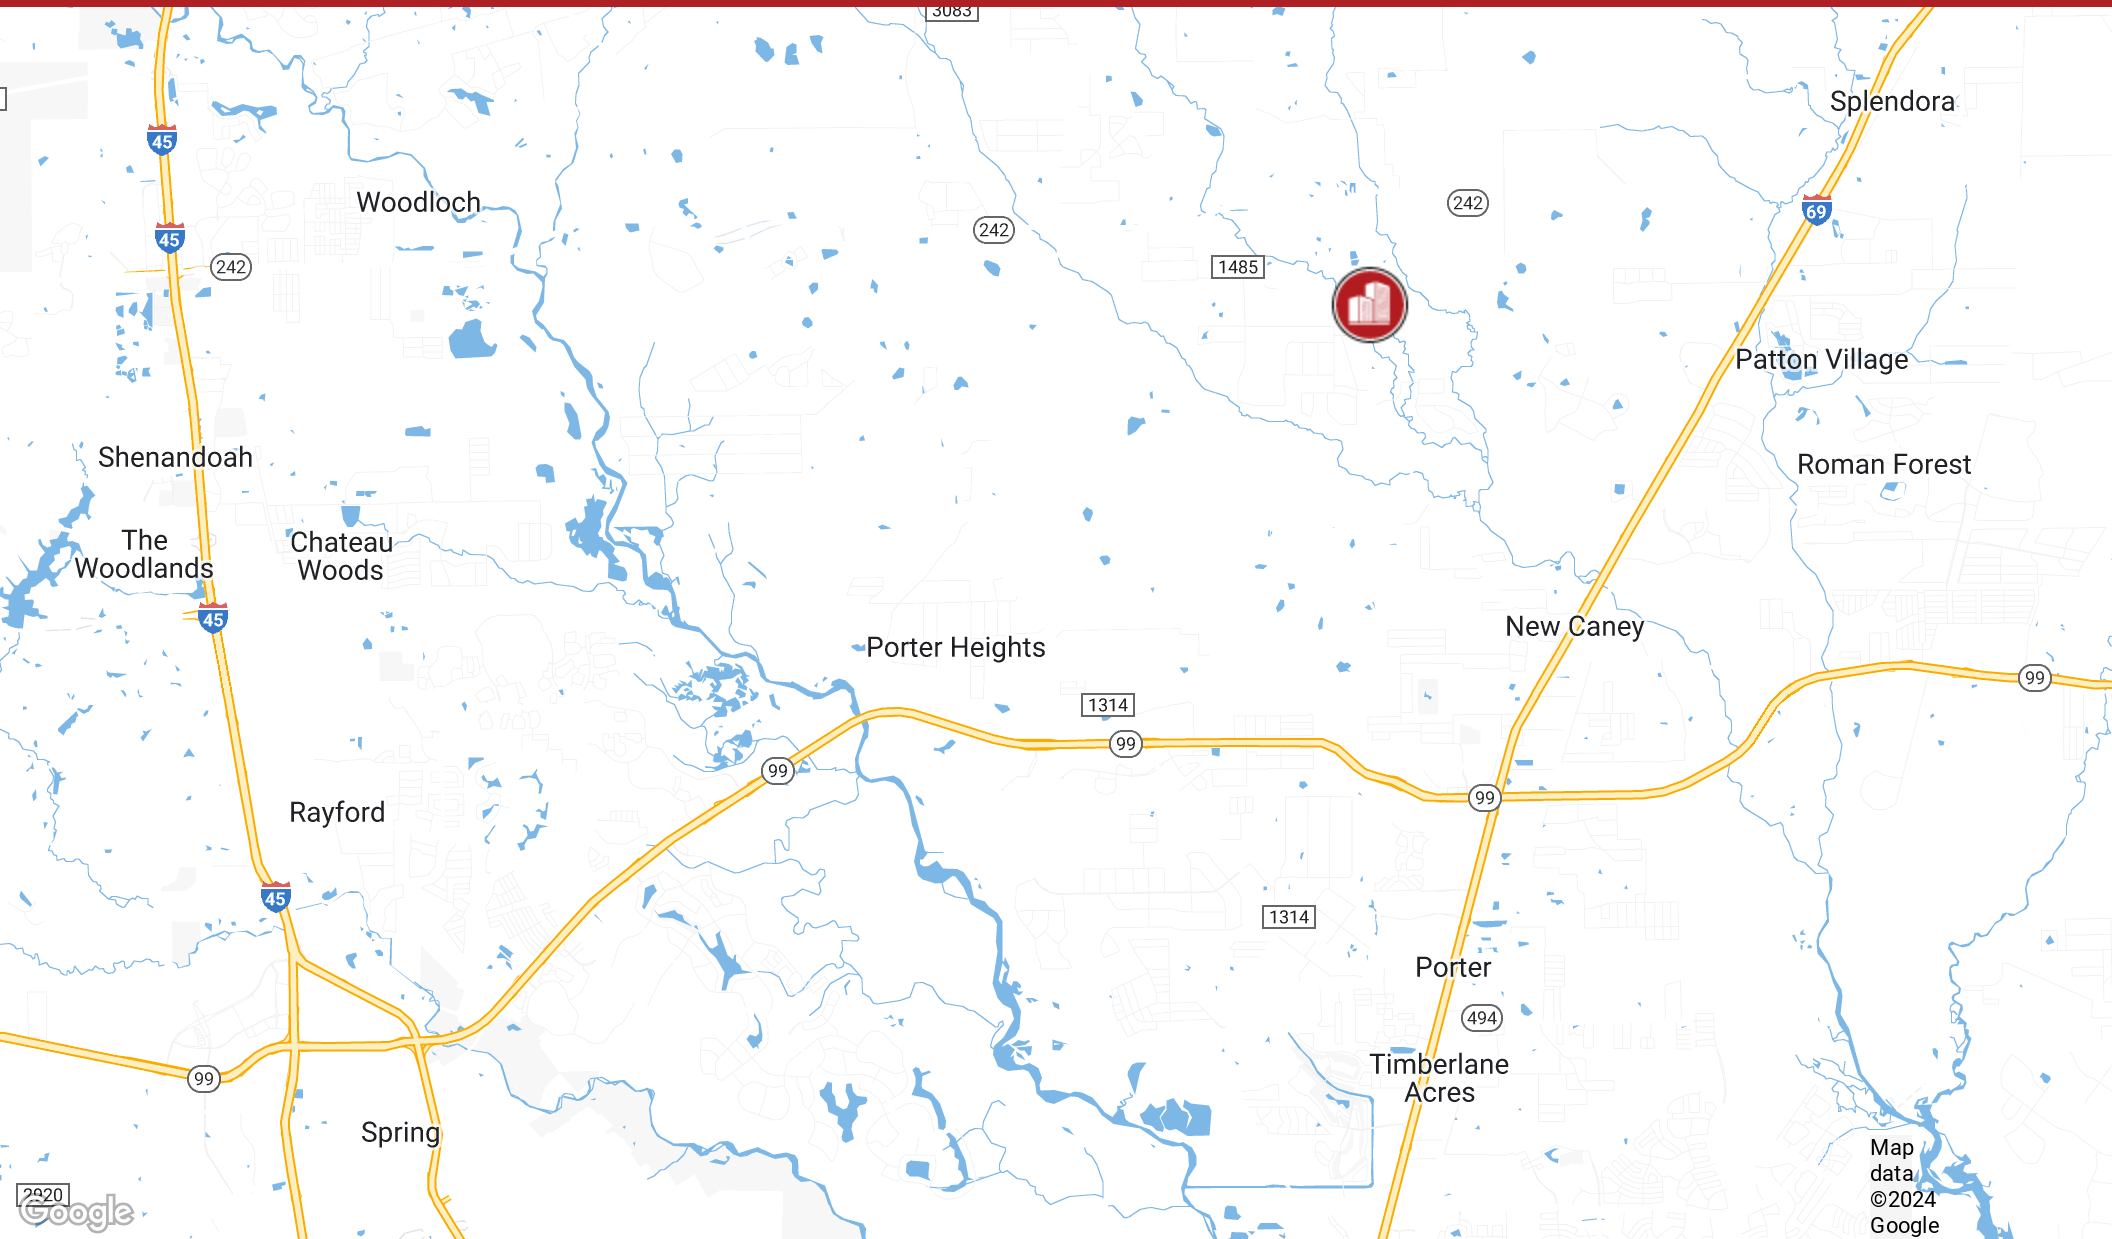 3083
Splendora
45
Woodloch
242
69
242
45
242
1485
Patton Village
Shenandoah
Roman Forest
The
Woodlands
Chateau
Woods
45
New Caney
Porter Heights
99
1314
99
99
99
Rayford
45
1314
Porter
494
Timberlane
Acres
99
Spring
Map
data
©2024
Google
2920
Google